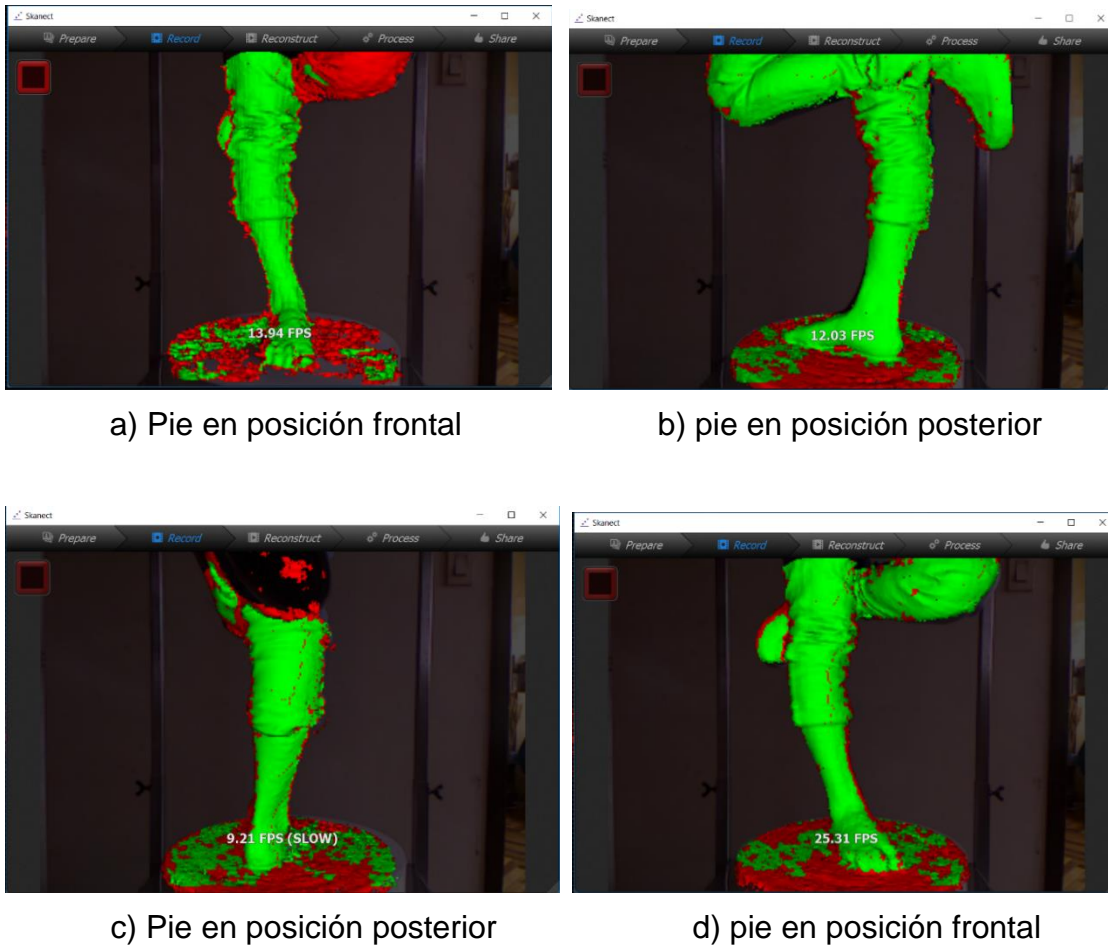 Skanect
Prepare Record Reconstruct Process Share
13.94 FPS
a) Pie en posición frontal
Skanect
Prepare Record Reconstruct Process Share
12.03 FPS
b) pie en posición posterior
Skanect
Prepare Record Reconstruct Process Share
9.21 FPS (SLOW)
c) Pie en posición posterior
Skanect
Prepare Record Reconstruct Process Share
25.31 FPS
d) pie en posición frontal